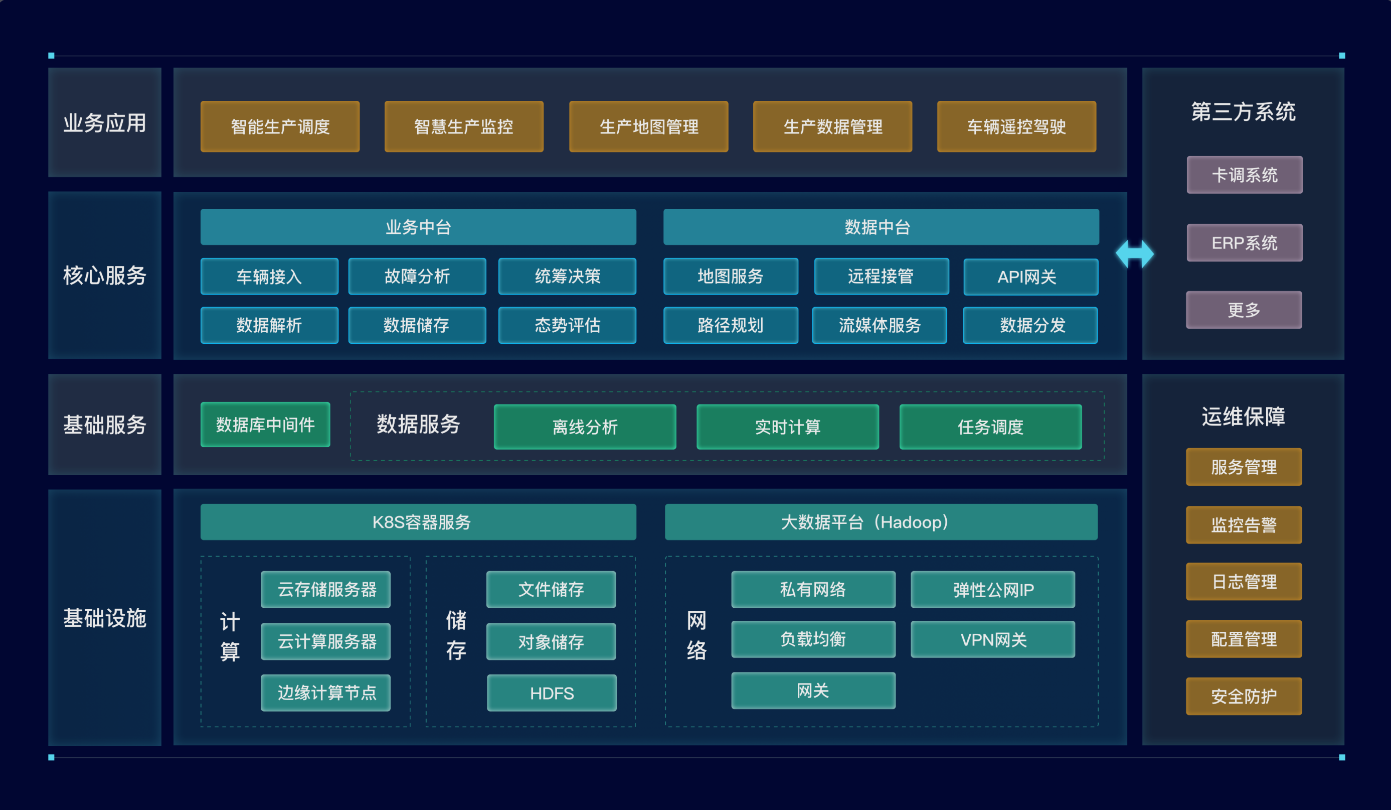 业务应用
智能生产调度
智慧生产监控
生产地图管理
生产数据管理
车辆遥控驾驶
核心服务
业务中台
车辆接入
故障分析
统筹决策
数据解析
数据储存
态势评估
数据中台
地图服务
远程接管
API网关
路径规划
流媒体服务
数据分发
第三方系统
卡调系统
ERP系统
更多
基础服务
数据库中间件
数据服务
离线分析
实时计算
任务调度
基础设施
K8S容器服务
大数据平台（Hadoop）
计
算
云存储服务器
云计算服务器
边缘计算节点
储
存
文件储存
对象储存
HDFS
网
络
私有网络
弹性公网IP
负载均衡
VPN网关
网关
运维保障
服务管理
监控告警
日志管理
配置管理
安全防护